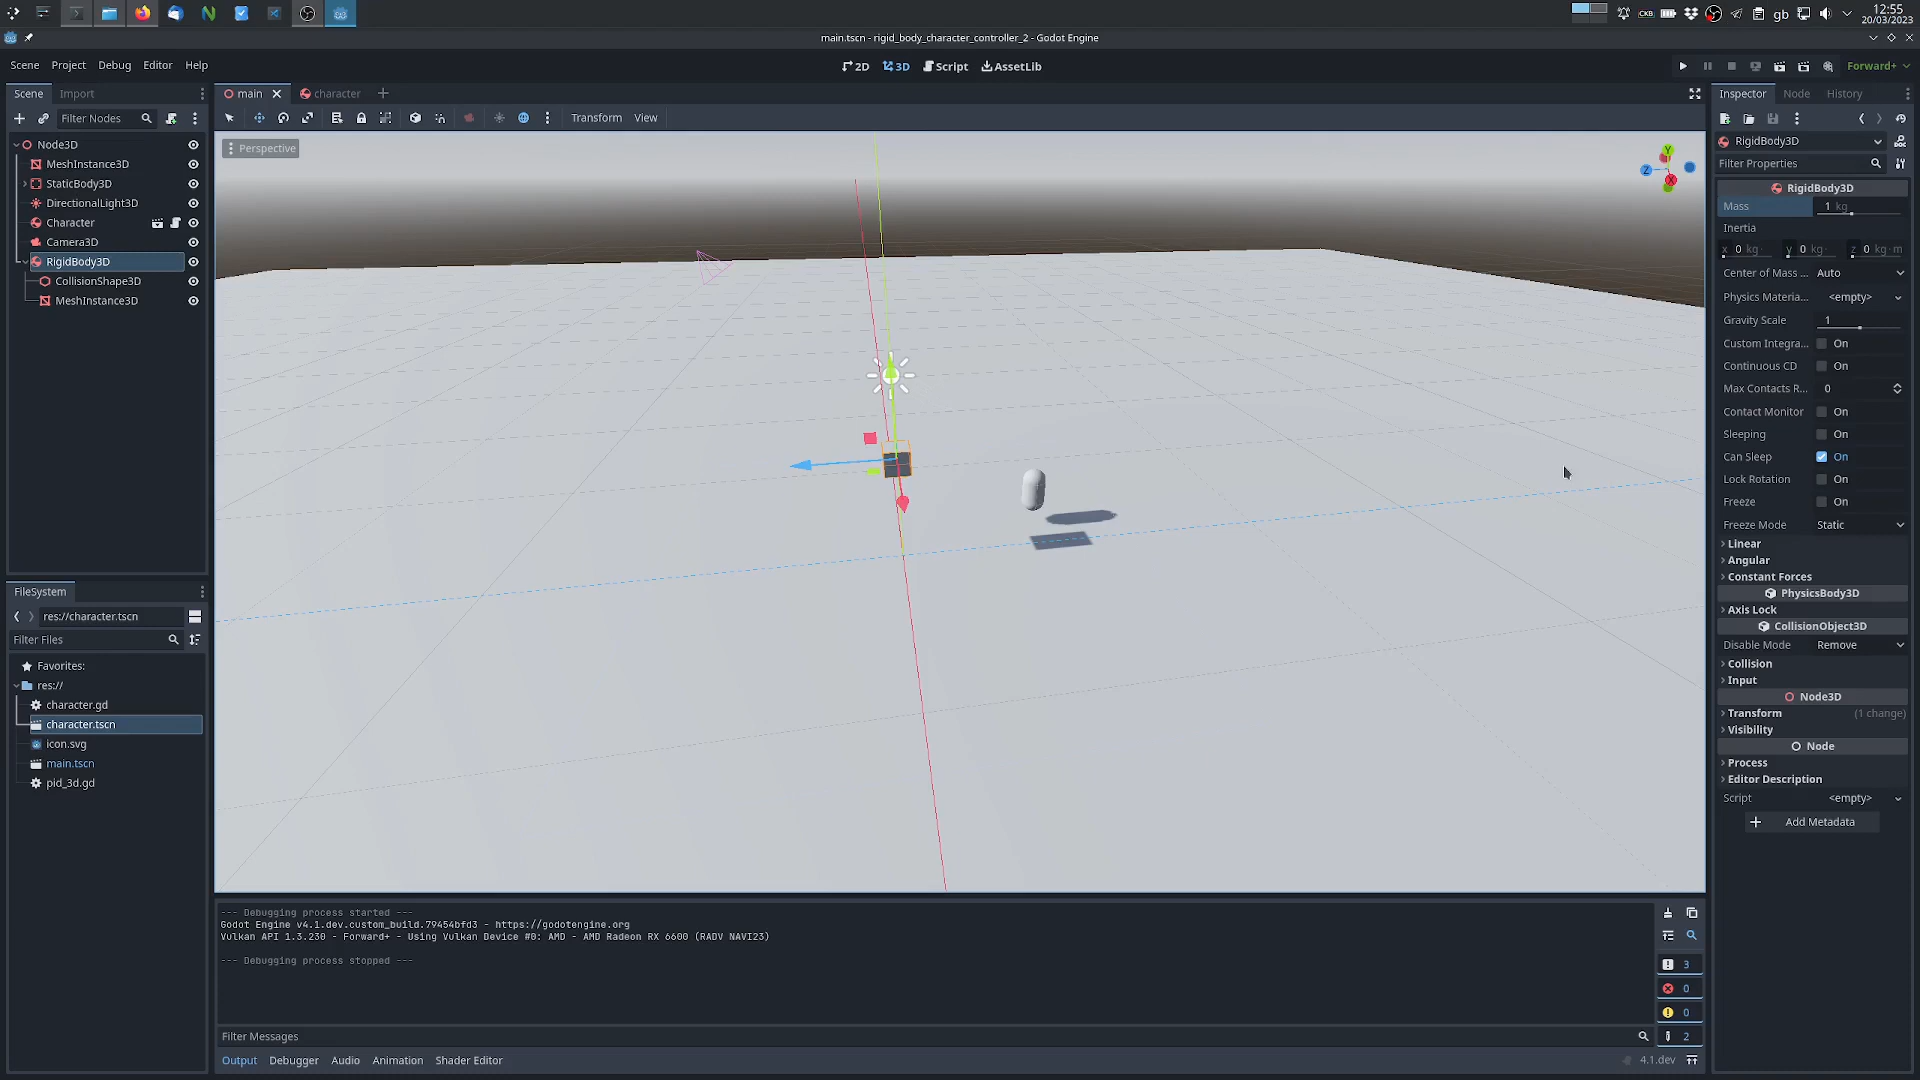 CKB
gb
12:55
20/03/2023
main.tscn - rigid_body_character_controller_2 - Godot Engine
Scene Project Debug Editor Help
2D 3D Script AssetLib
Forward+
Scene Import
Filter Nodes
Node3D
MeshInstance3D
StaticBody3D
DirectionalLight3D
Character
Camera3D
RigidBody3D
CollisionShape3D
MeshInstance3D
FileSystem
res://character.tscn
Filter Files
Favorites:
res://
character.gd
character.tscn
icon.svg
main.tscn
pid_3d.gd
main character
Transform View
Perspective
Y
Z
X
--- Debugging process started ---
Godot Engine v4.1.dev.custom_build.79454bfd3 - https://godotengine.org
Vulkan API 1.3.230 - Forward+ - Using Vulkan Device #0: AMD - AMD Radeon RX 6600 (RADV NAVI23)
--- Debugging process stopped ---
3
0
0
2
Filter Messages
Output Debugger Audio Animation Shader Editor
4.1.dev
Inspector Node History
RigidBody3D
Filter Properties
RigidBody3D
Mass 1 kg
Inertia
x 0 kg· y 0 kg· z 0 kg·m
Center of Mass ... Auto
Physics Materia... <empty>
Gravity Scale 1
Custom Integra... On
Continuous CD On
Max Contacts R... 0
Contact Monitor On
Sleeping On
Can Sleep On
Lock Rotation On
Freeze On
Freeze Mode Static
Linear
Angular
Constant Forces
PhysicsBody3D
Axis Lock
CollisionObject3D
Disable Mode Remove
Collision
Input
Node3D
Transform (1 change)
Visibility
Node
Process
Editor Description
Script <empty>
Add Metadata